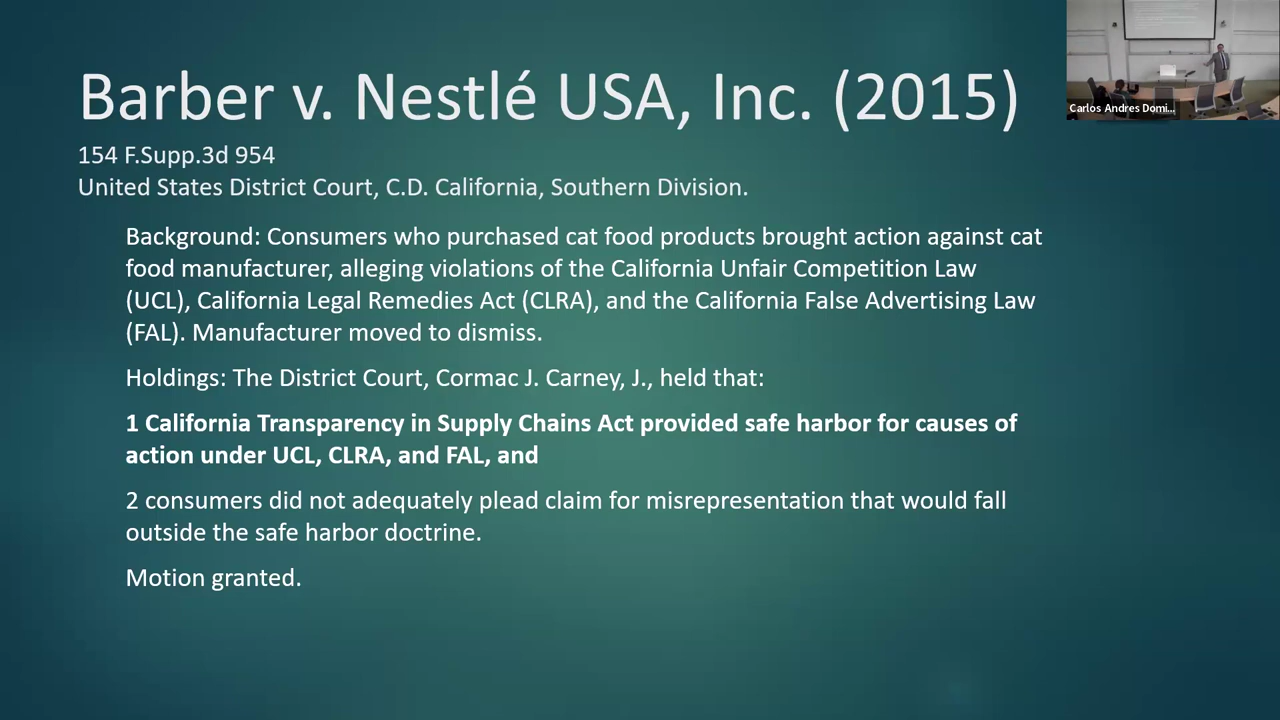 Barber v. Nestlé USA, Inc. (2015)
154 F.Supp.3d 954
United States District Court, C.D. California, Southern Division.
Background: Consumers who purchased cat food products brought action against cat
food manufacturer, alleging violations of the California Unfair Competition Law
(UCL), California Legal Remedies Act (CLRA), and the California False Advertising Law
(FAL). Manufacturer moved to dismiss.
Holdings: The District Court, Cormac J. Carney, J., held that:
1 California Transparency in Supply Chains Act provided safe harbor for causes of
action under UCL, CLRA, and FAL, and
2 consumers did not adequately plead claim for misrepresentation that would fall
outside the safe harbor doctrine.
Motion granted.
Carlos Andres Domi...